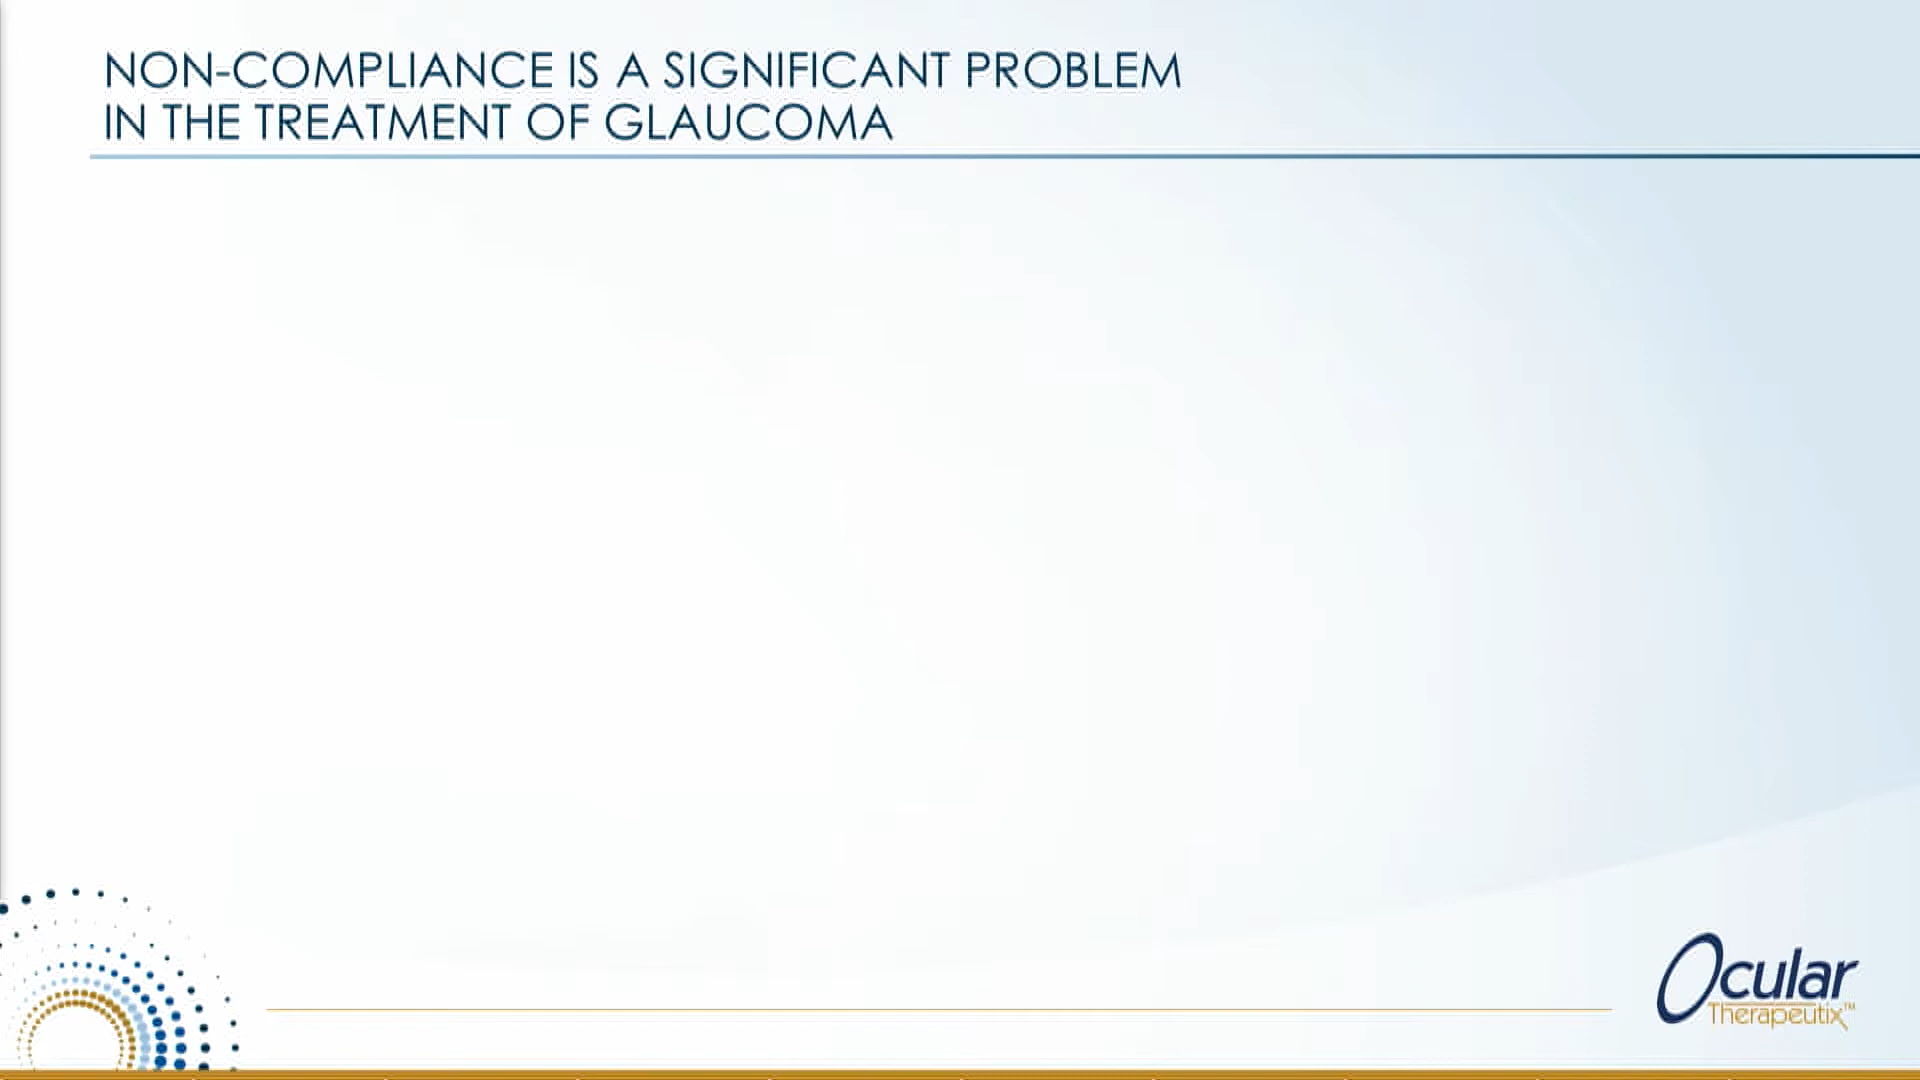 NON-COMPLIANCE IS A SIGNIFICANT PROBLEM
IN THE TREATMENT OF GLAUCOMA
Ocular
Therapeutix™